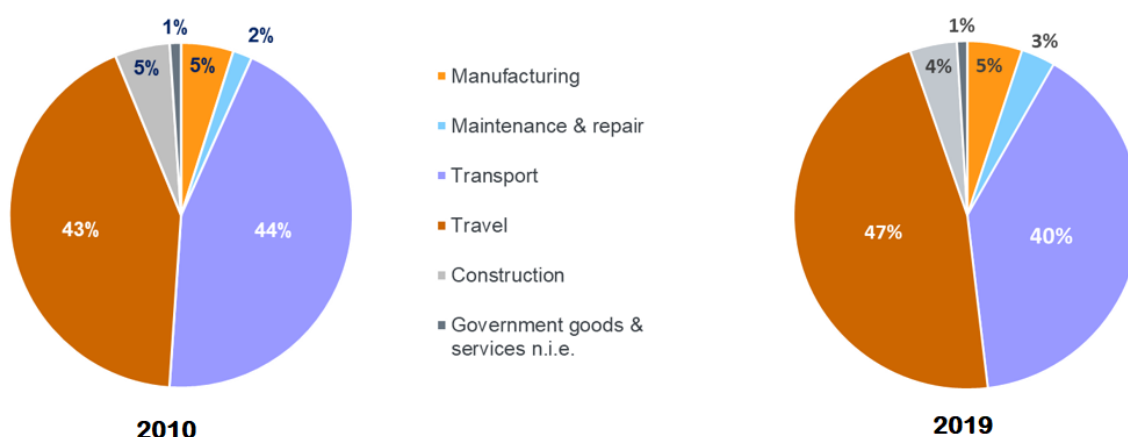 1%
2%
5%
5%
43%
44%
2010
Manufacturing
Maintenance & repair
Transport
Travel
Construction
Government goods &
services n.i.e.
1%
3%
4%
5%
47%
40%
2019